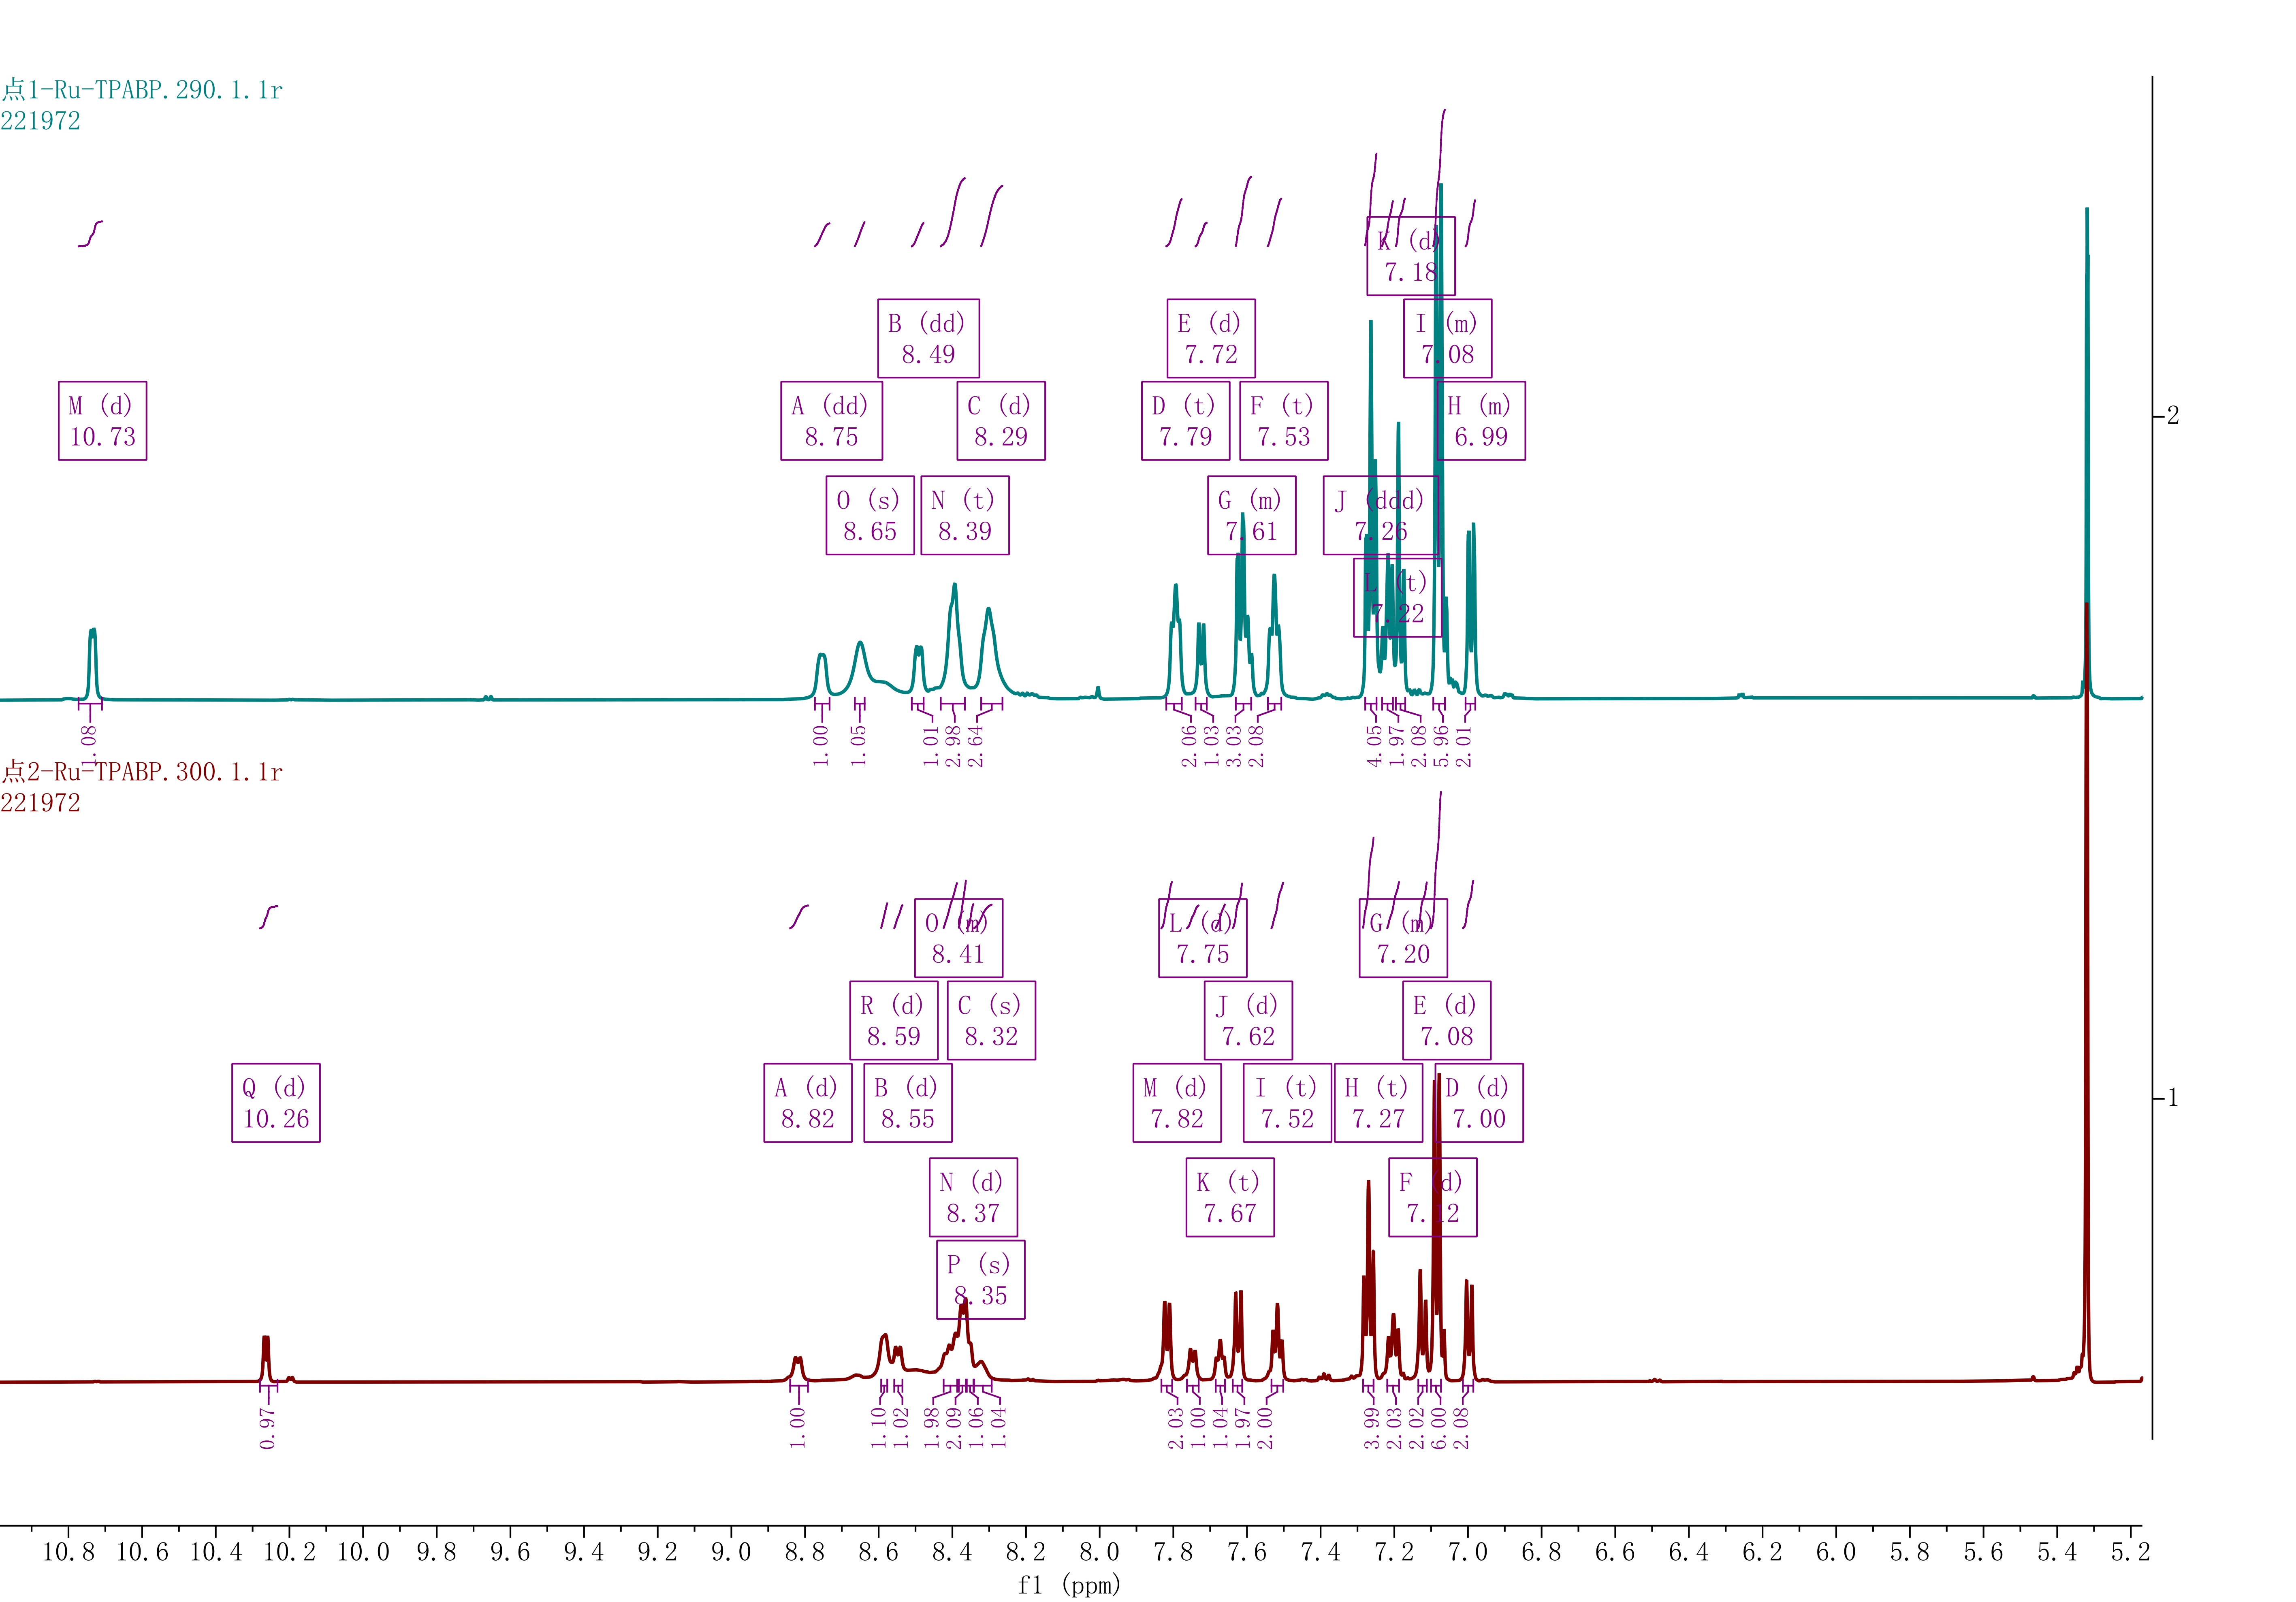 点1-Ru-TPABP.290.1.1r
221972
K (d)
7.18
B (dd)
8.49
E (d)
7.72
I (m)
7.08
M (d)
10.73
A (dd)
8.75
C (d)
8.29
D (t)
7.79
F (t)
7.53
H (m)
6.99
O (s)
8.65
N (t)
8.39
G (m)
7.61
J (ddd)
7.26
L (t)
7.22
2
1.08
1.00
1.05
1.01
2.98
2.64
2.06
1.03
3.03
2.08
4.05
1.97
2.08
5.96
2.01
点2-Ru-TPABP.300.1.1r
221972
O (m)
8.41
L (d)
7.75
G (m)
7.20
R (d)
8.59
C (s)
8.32
J (d)
7.62
E (d)
7.08
Q (d)
10.26
A (d)
8.82
B (d)
8.55
M (d)
7.82
I (t)
7.52
H (t)
7.27
D (d)
7.00
N (d)
8.37
K (t)
7.67
F (d)
7.12
P (s)
8.35
1
0.97
1.00
1.10
1.02
1.98
2.09
1.06
1.04
2.03
1.00
1.04
1.97
2.00
3.99
2.03
2.02
6.00
2.08
10.8 10.6 10.4 10.2 10.0 9.8 9.6 9.4 9.2 9.0 8.8 8.6 8.4 8.2 8.0 7.8 7.6 7.4 7.2 7.0 6.8 6.6 6.4 6.2 6.0 5.8 5.6 5.4 5.2
f1 (ppm)